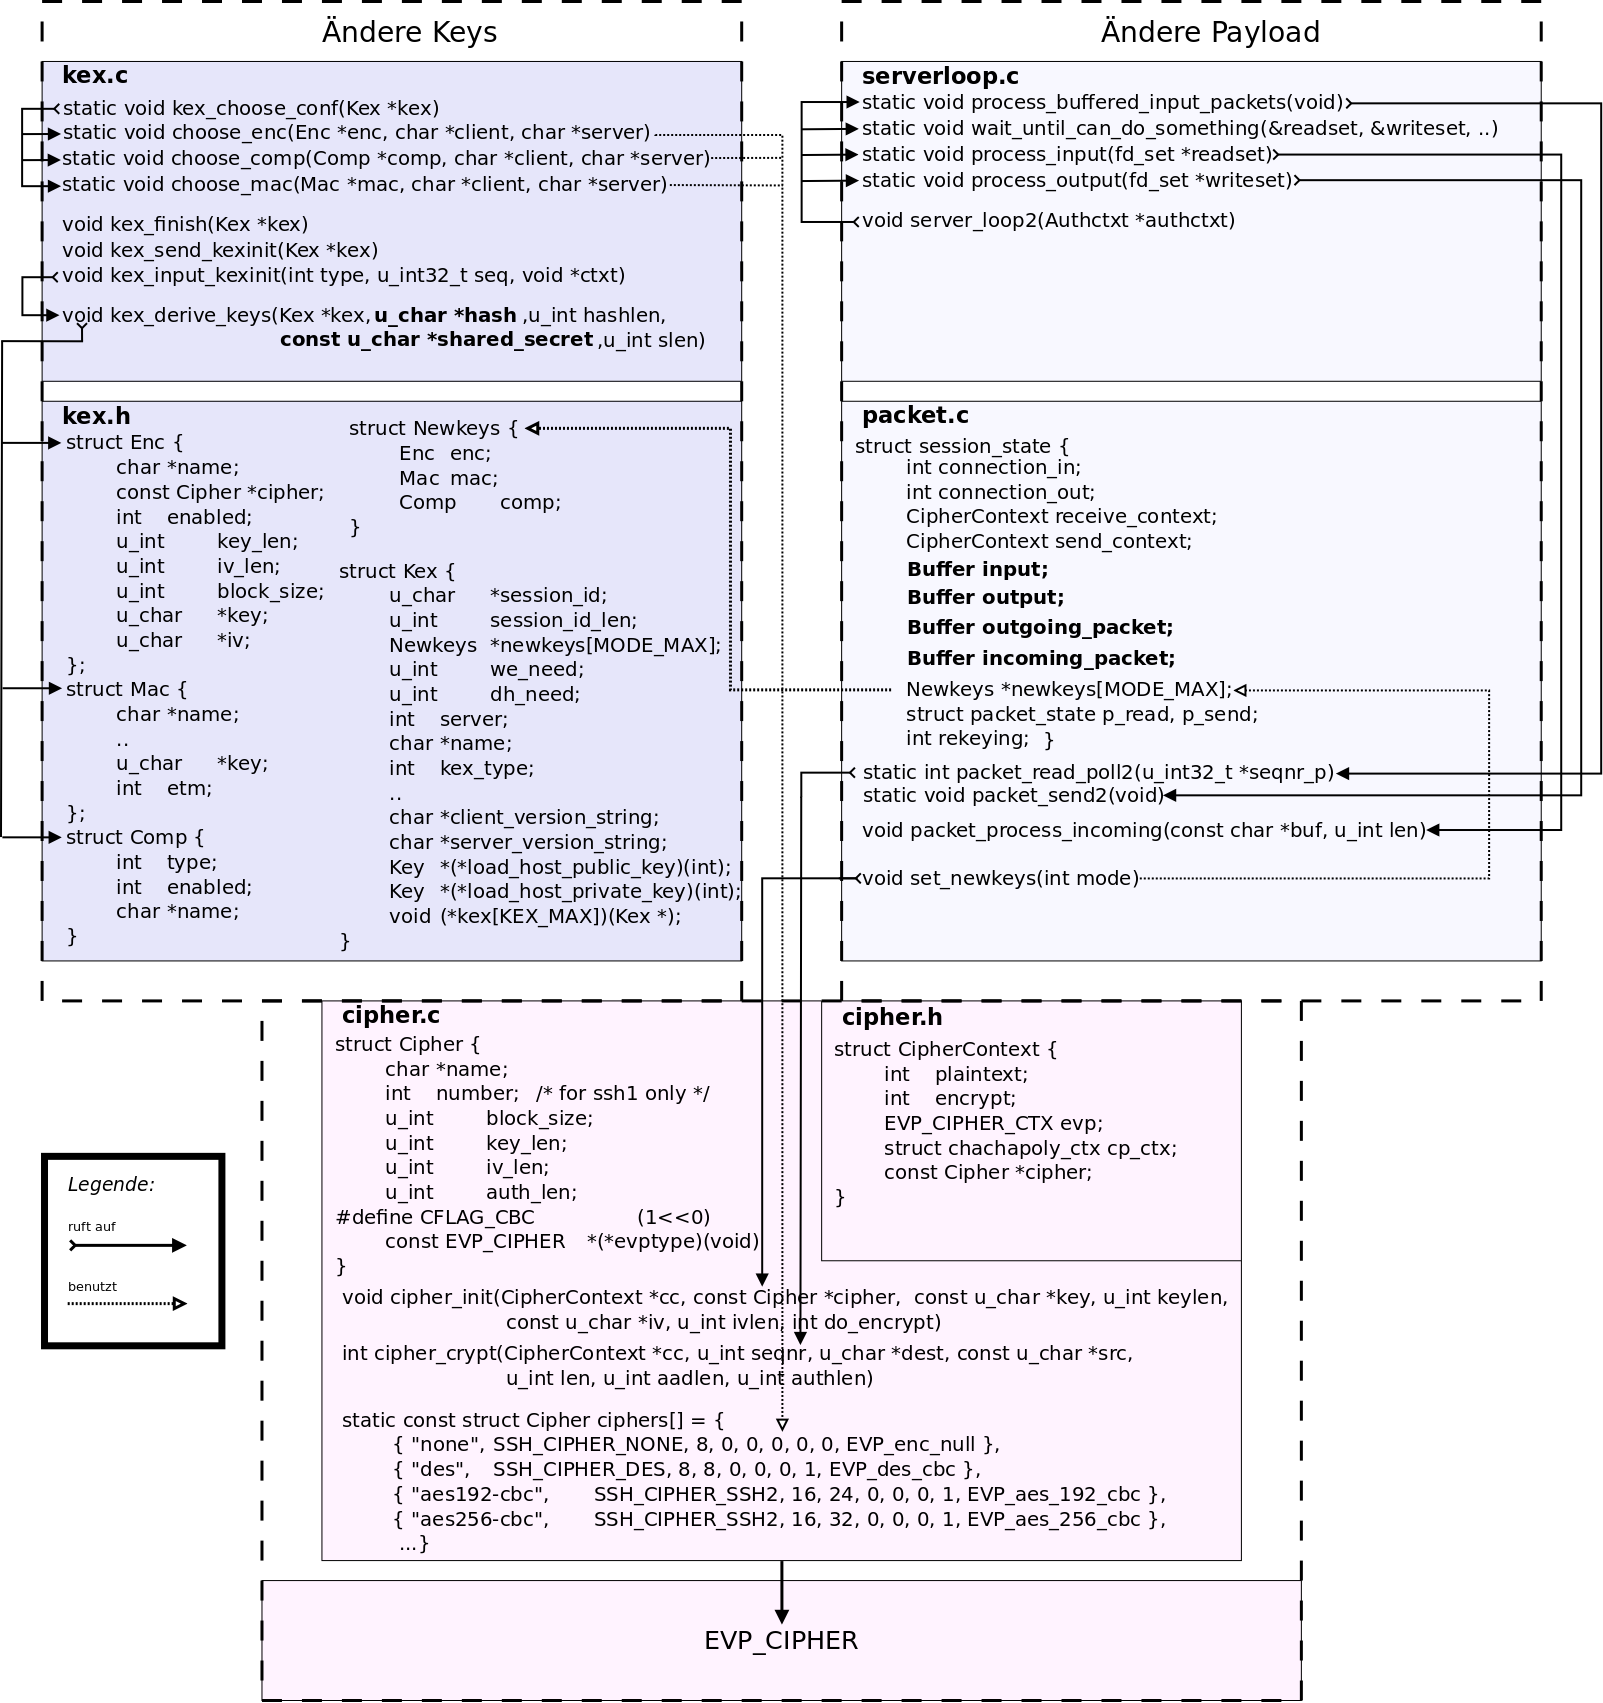 Ändere Keys
kex.c
static void kex_choose_conf(Kex *kex)
static void choose_enc(Enc *enc, char *client, char *server)
static void choose_comp(Comp *comp, char *client, char *server)
static void choose_mac(Mac *mac, char *client, char *server)
void kex_finish(Kex *kex)
void kex_send_kexinit(Kex *kex)
void kex_input_kexinit(int type, u_int32_t seq, void *ctxt)
void kex_derive_keys(Kex *kex, u_char *hash ,u_int hashlen,
const u_char *shared_secret ,u_int slen)
kex.h
struct Enc {
char *name;
const Cipher *cipher;
int enabled;
u_int key_len;
u_int iv_len;
u_int block_size;
u_char *key;
u_char *iv;
};
struct Mac {
char *name;
..
u_char *key;
int etm;
};
struct Comp {
int type;
int enabled;
char *name;
}
struct Newkeys {
Enc enc;
Mac mac;
Comp comp;
}
struct Kex {
u_char *session_id;
u_int session_id_len;
Newkeys *newkeys[MODE_MAX];
u_int we_need;
u_int dh_need;
int server;
char *name;
int kex_type;
..
char *client_version_string;
char *server_version_string;
Key *(*load_host_public_key)(int);
Key *(*load_host_private_key)(int);
void (*kex[KEX_MAX])(Kex *);
}
Ändere Payload
serverloop.c
static void process_buffered_input_packets(void)
static void wait_until_can_do_something(&readset, &writeset, ..)
static void process_input(fd_set *readset)
static void process_output(fd_set *writeset)
void server_loop2(Authctxt *authctxt)
packet.c
struct session_state {
int connection_in;
int connection_out;
CipherContext receive_context;
CipherContext send_context;
Buffer input;
Buffer output;
Buffer outgoing_packet;
Buffer incoming_packet;
Newkeys *newkeys[MODE_MAX];
struct packet_state p_read, p_send;
int rekeying; }
static int packet_read_poll2(u_int32_t *seqnr_p)
static void packet_send2(void)
void packet_process_incoming(const char *buf, u_int len)
void set_newkeys(int mode)
cipher.c
struct Cipher {
char *name;
int number; /* for ssh1 only */
u_int block_size;
u_int key_len;
u_int iv_len;
u_int auth_len;
#define CFLAG_CBC (1<<0)
const EVP_CIPHER *(*evptype)(void)
}
cipher.h
struct CipherContext {
int plaintext;
int encrypt;
EVP_CIPHER_CTX evp;
struct chachapoly_ctx cp_ctx;
const Cipher *cipher;
}
void cipher_init(CipherContext *cc, const Cipher *cipher, const u_char *key, u_int keylen,
const u_char *iv, u_int ivlen, int do_encrypt)
int cipher_crypt(CipherContext *cc, u_int seqnr, u_char *dest, const u_char *src,
u_int len, u_int aadlen, u_int authlen)
static const struct Cipher ciphers[] = {
{ "none", SSH_CIPHER_NONE, 8, 0, 0, 0, 0, 0, EVP_enc_null },
{ "des", SSH_CIPHER_DES, 8, 8, 0, 0, 0, 1, EVP_des_cbc },
{ "aes192-cbc", SSH_CIPHER_SSH2, 16, 24, 0, 0, 0, 1, EVP_aes_192_cbc },
{ "aes256-cbc", SSH_CIPHER_SSH2, 16, 32, 0, 0, 0, 1, EVP_aes_256_cbc },
...}
EVP_CIPHER
Legende:
ruft auf
benutzt